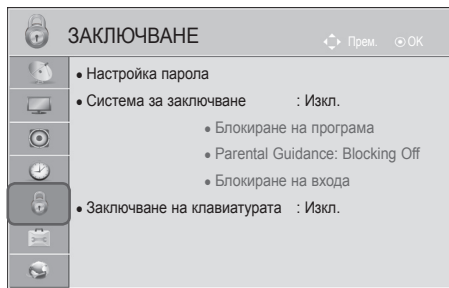 ЗАКЛЮЧВАНЕ
Прем. OK
• Настройка парола
• Система за заключване : Изкл.
• Блокиране на програма
• Parental Guidance: Blocking Off
• Блокиране на входа
• Заключване на клавиатурата : Изкл.